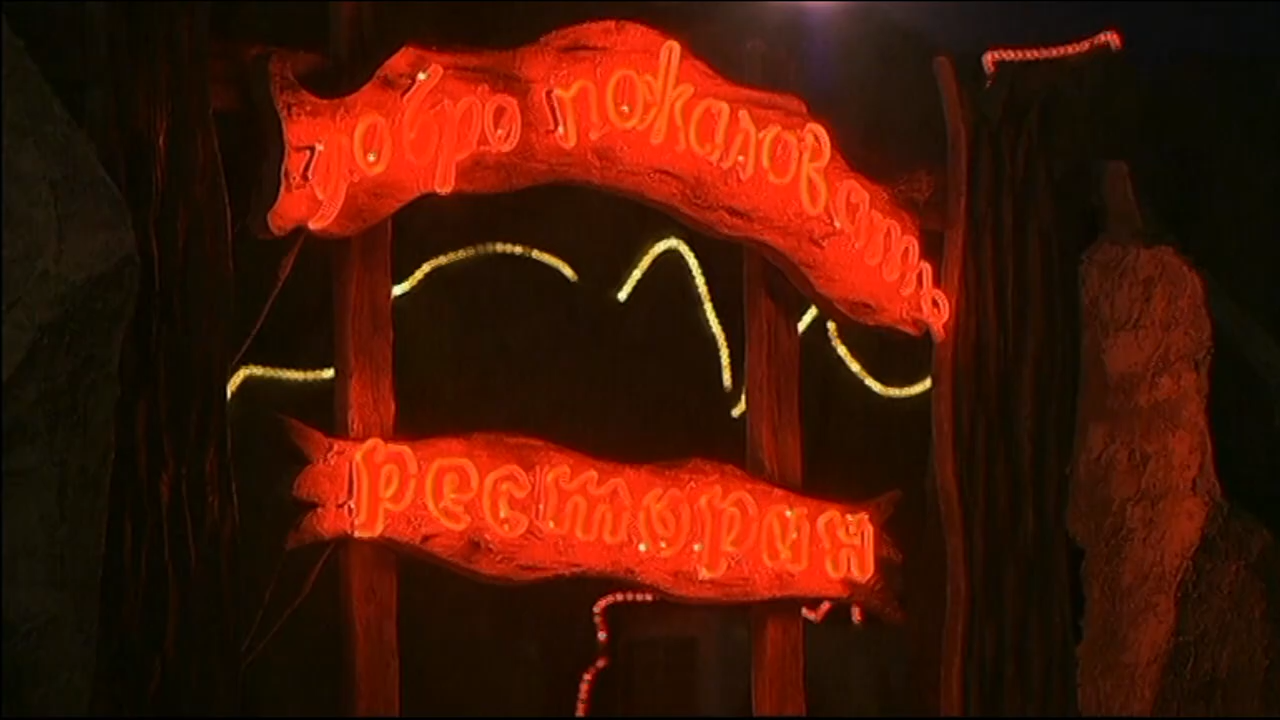 добро пожаловать
ресторан